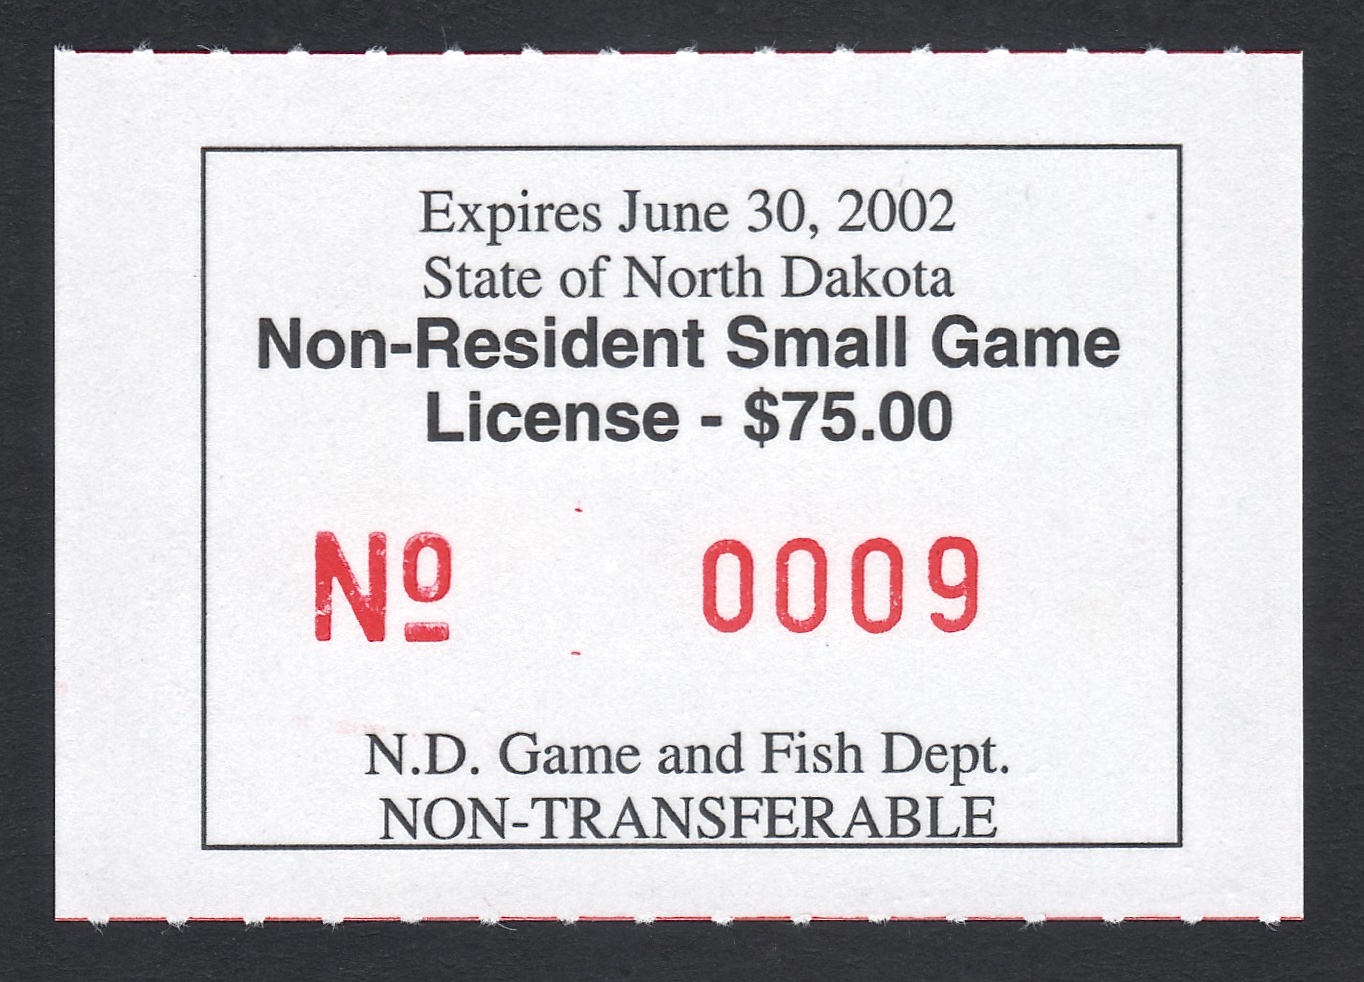 Expires June 30, 2002
State of North Dakota
Non-Resident Small Game
License - $75.00
Nº 0009
N.D. Game and Fish Dept.
NON-TRANSFERABLE